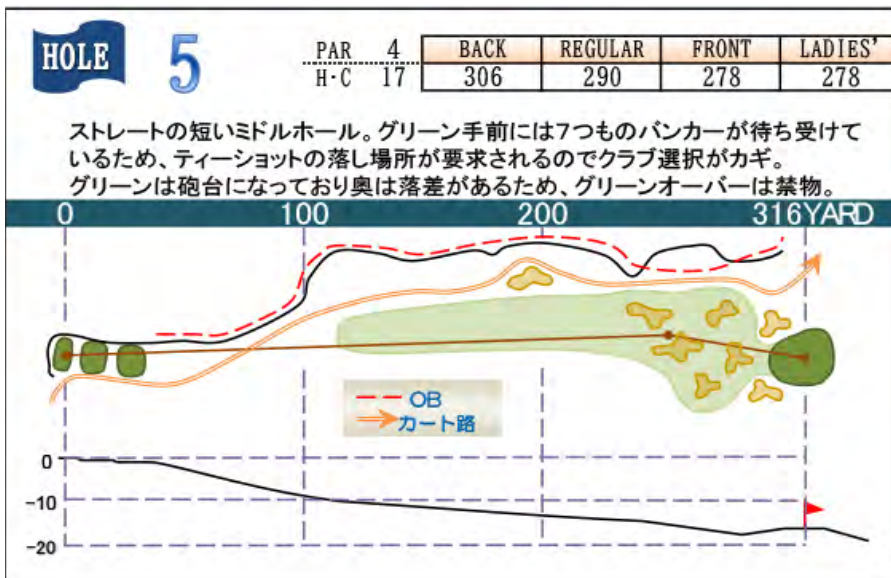 HOLE 5
PAR 4 BACK REGULAR FRONT LADIES'
H・C 17 306 290 278 278
ストレートの短いミドルホール。グリーン手前には7つものバンカーが待ち受けて
いるため、ティーショットの落し場所が要求されるのでクラブ選択がカギ。
グリーンは砲台になっており奥は落差があるため、グリーンオーバーは禁物。
0 100 200 316YARD
OB
カート路
0
-10
-20